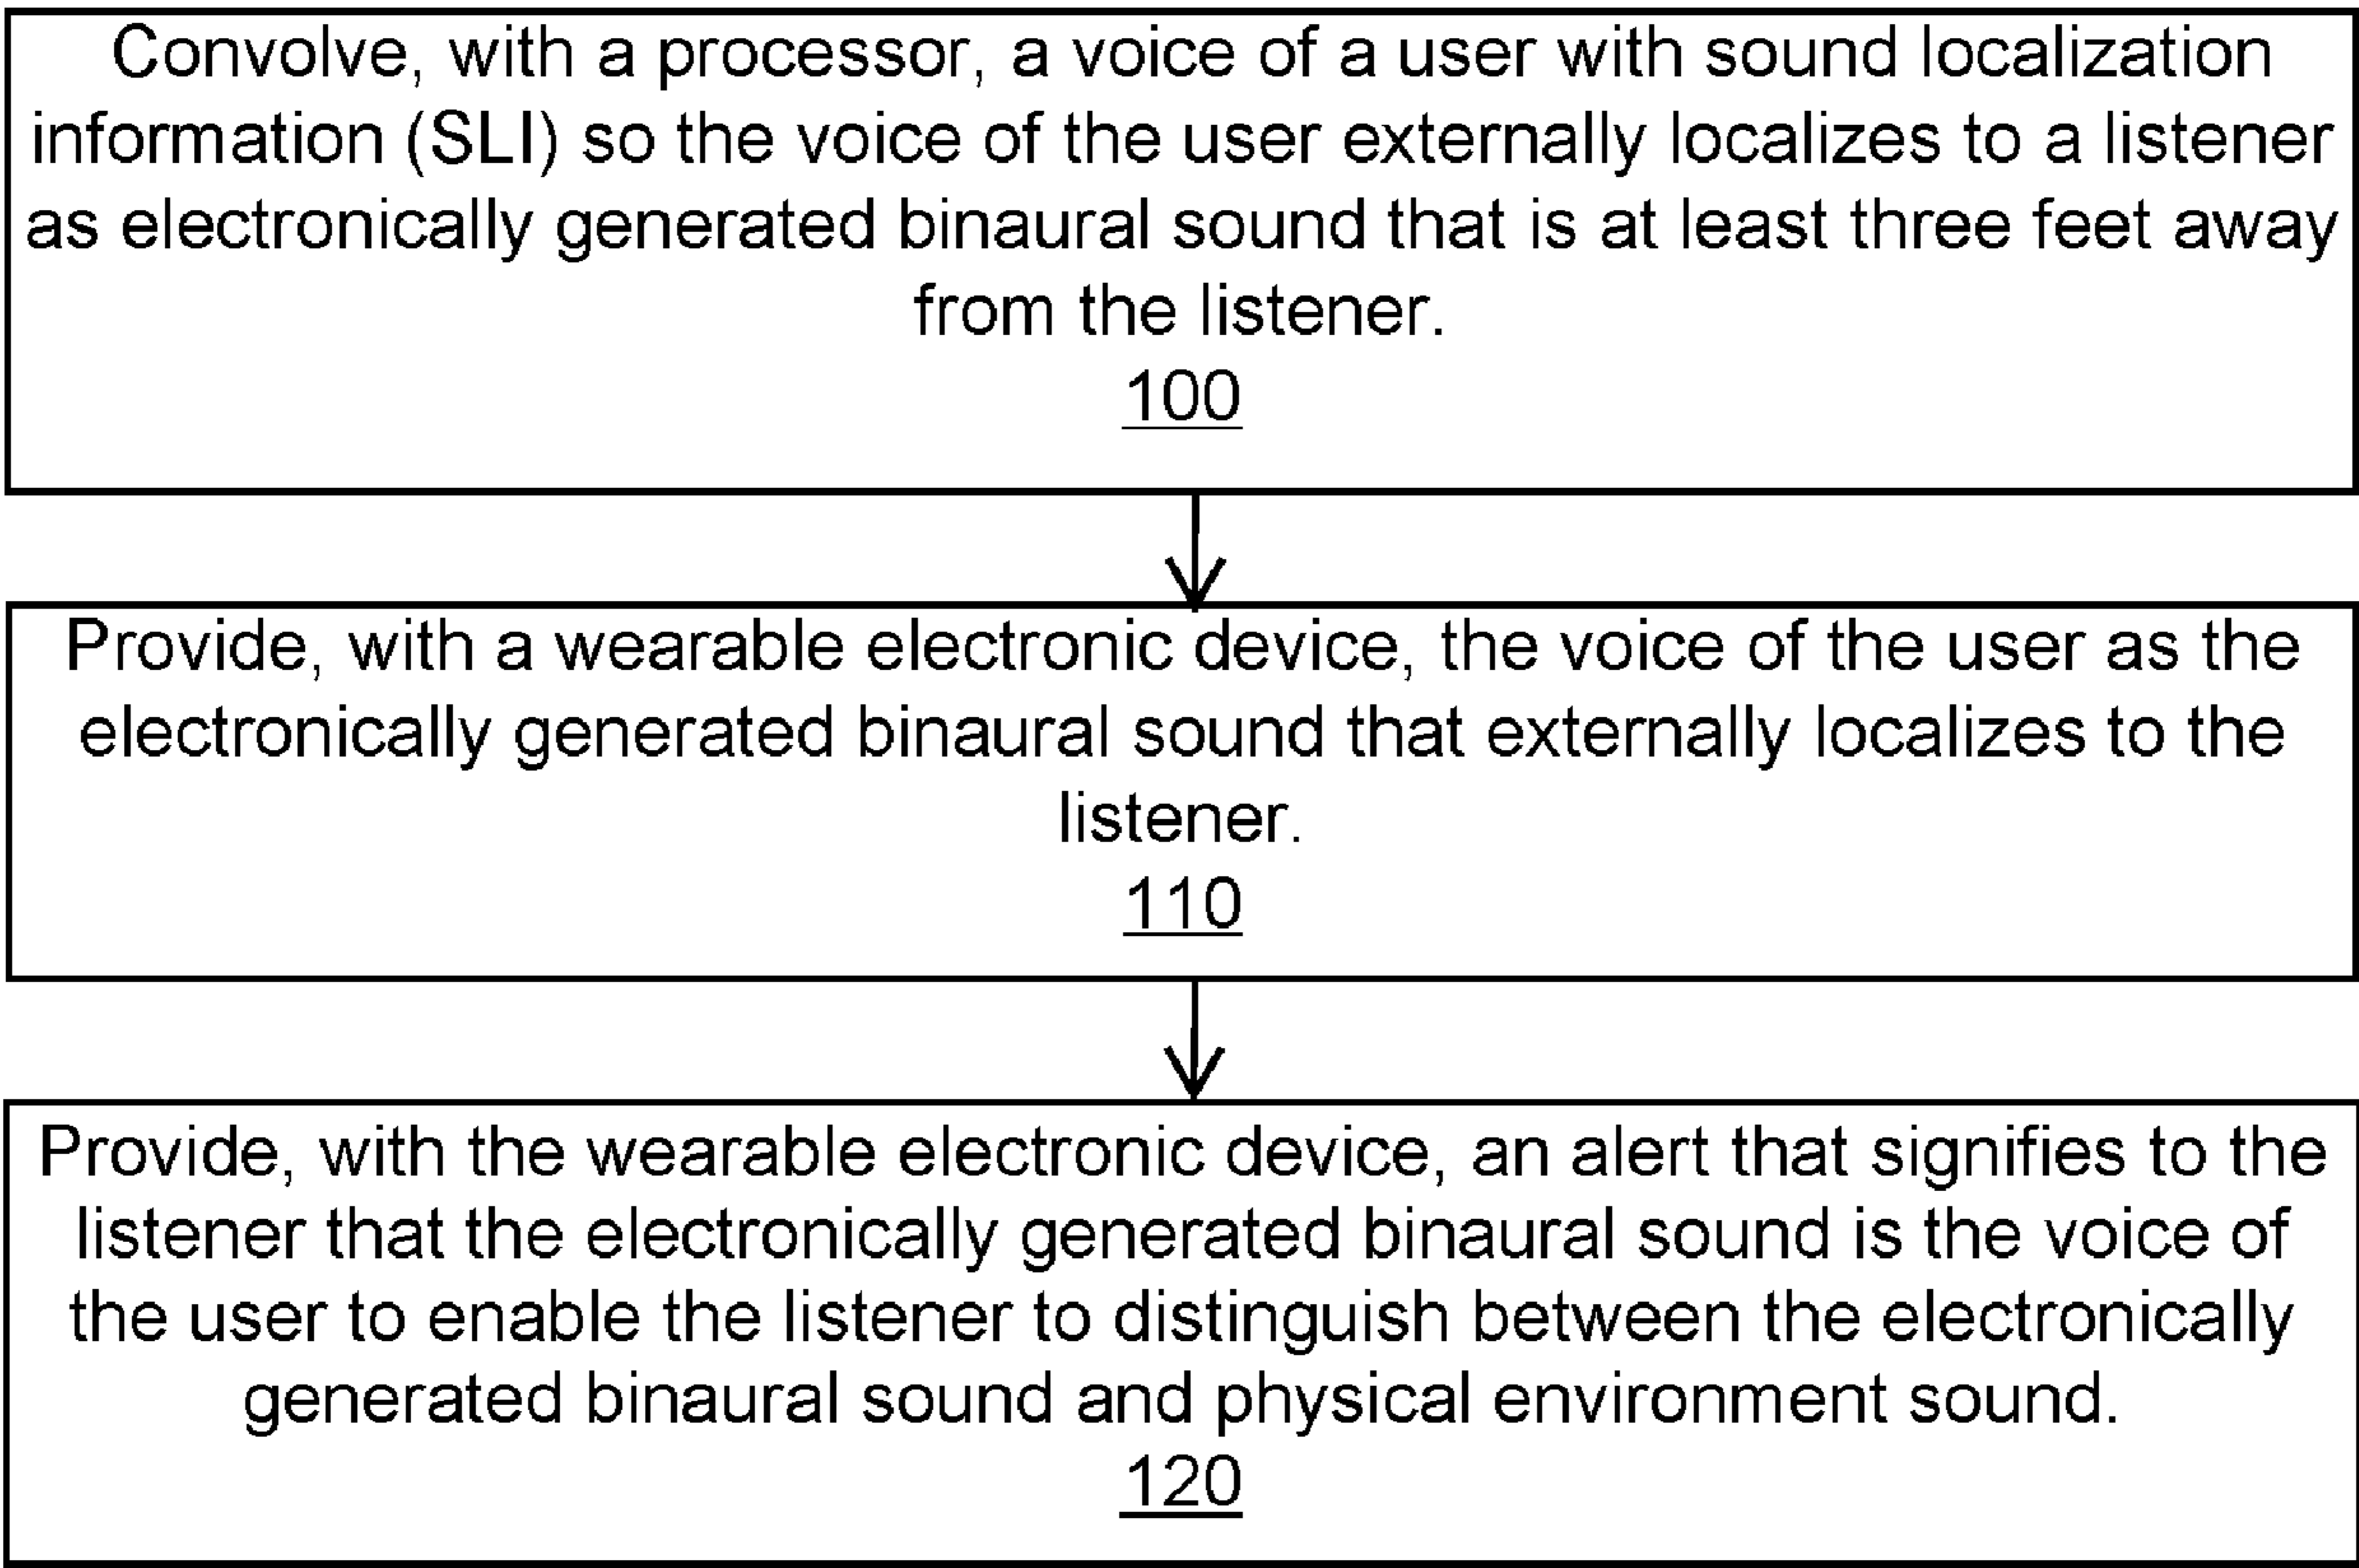 Convolve, with a processor, a voice of a user with sound localization
information (SLI) so the voice of the user externally localizes to a listener
as electronically generated binaural sound that is at least three feet away
from the listener.
100
Provide, with a wearable electronic device, the voice of the user as the
electronically generated binaural sound that externally localizes to the
listener.
110
Provide, with the wearable electronic device, an alert that signifies to the
listener that the electronically generated binaural sound is the voice of
the user to enable the listener to distinguish between the electronically
generated binaural sound and physical environment sound.
120